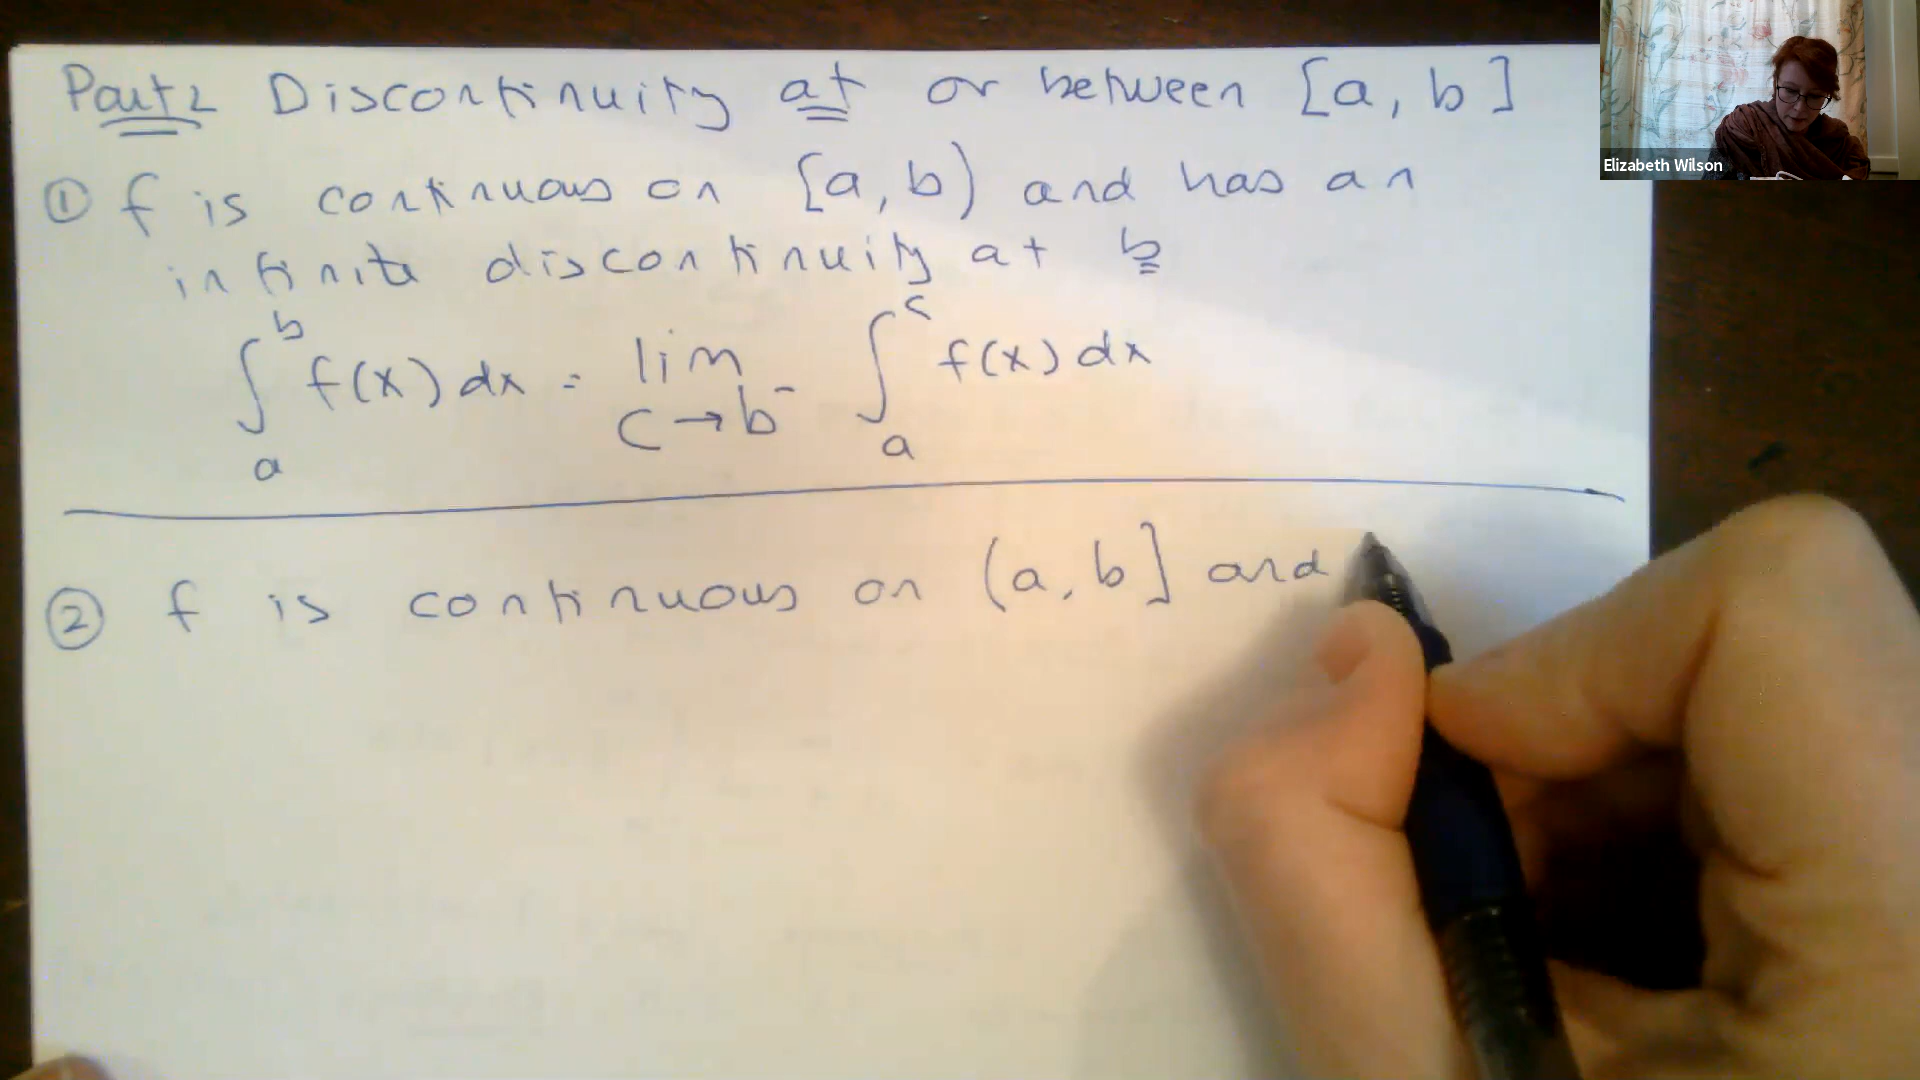 Part 2 Discontinuity at or between [a, b]
Elizabeth Wilson
① f is continuous on [a, b) and has an
infinite discontinuity at b
∫_a^b f(x) dx = lim_{c→b⁻} ∫_a^c f(x) dx
② f is continuous on (a, b] and